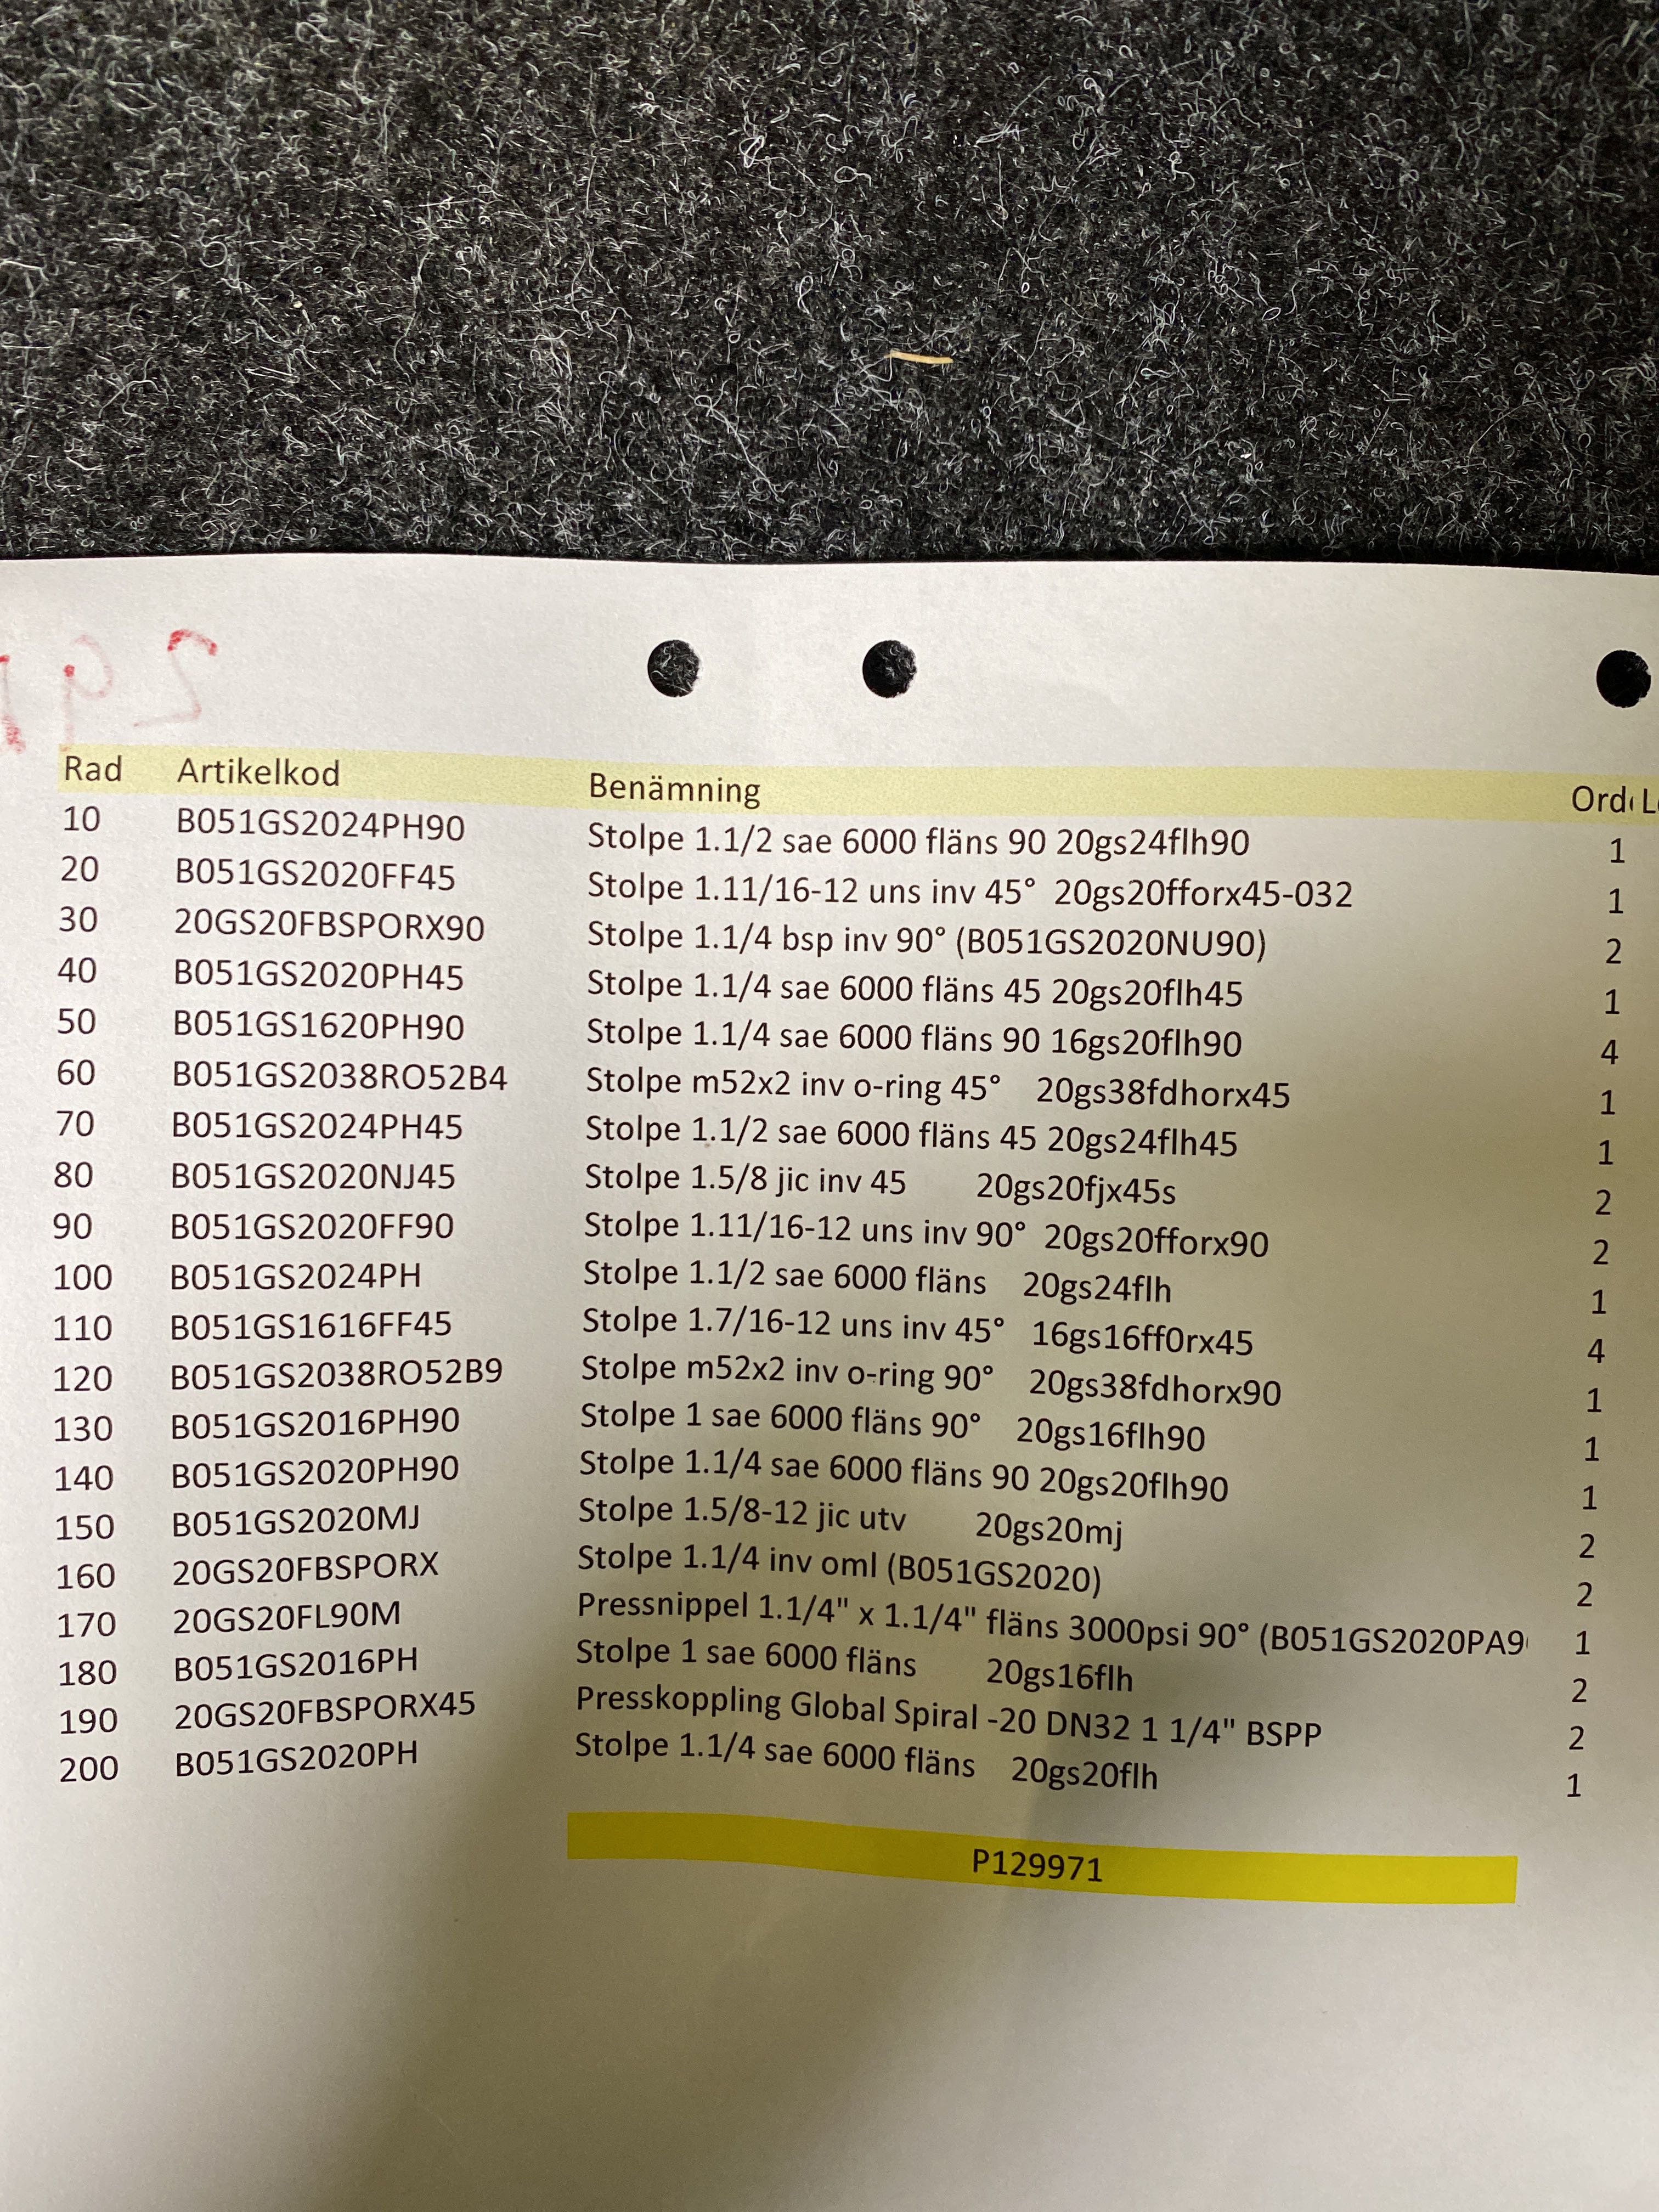 Rad Artikelkod Benämning Ord
10 B051GS2024PH90 Stolpe 1.1/2 sae 6000 fläns 90 20gs24flh90 1
20 B051GS2020FF45 Stolpe 1.11/16-12 uns inv 45° 20gs20fforx45-032 1
30 20GS20FBSPORX90 Stolpe 1.1/4 bsp inv 90° (B051GS2020NU90) 2
40 B051GS2020PH45 Stolpe 1.1/4 sae 6000 fläns 45 20gs20flh45 1
50 B051GS1620PH90 Stolpe 1.1/4 sae 6000 fläns 90 16gs20flh90 4
60 B051GS2038RO52B4 Stolpe m52x2 inv o-ring 45° 20gs38fdhorx45 1
70 B051GS2024PH45 Stolpe 1.1/2 sae 6000 fläns 45 20gs24flh45 1
80 B051GS2020NJ45 Stolpe 1.5/8 jic inv 45 20gs20fjx45s 2
90 B051GS2020FF90 Stolpe 1.11/16-12 uns inv 90° 20gs20fforx90 2
100 B051GS2024PH Stolpe 1.1/2 sae 6000 fläns 20gs24flh 1
110 B051GS1616FF45 Stolpe 1.7/16-12 uns inv 45° 16gs16ff0rx45 4
120 B051GS2038RO52B9 Stolpe m52x2 inv o-ring 90° 20gs38fdhorx90 1
130 B051GS2016PH90 Stolpe 1 sae 6000 fläns 90° 20gs16flh90 1
140 B051GS2020PH90 Stolpe 1.1/4 sae 6000 fläns 90 20gs20flh90 1
150 B051GS2020MJ Stolpe 1.5/8-12 jic utv 20gs20mj 2
160 20GS20FBSPORX Stolpe 1.1/4 inv oml (B051GS2020) 2
170 20GS20FL90M Pressnippel 1.1/4" x 1.1/4" fläns 3000psi 90° (B051GS2020PA9 1
180 B051GS2016PH Stolpe 1 sae 6000 fläns 20gs16flh 2
190 20GS20FBSPORX45 Presskoppling Global Spiral -20 DN32 1 1/4" BSPP 2
200 B051GS2020PH Stolpe 1.1/4 sae 6000 fläns 20gs20flh 1
P129971